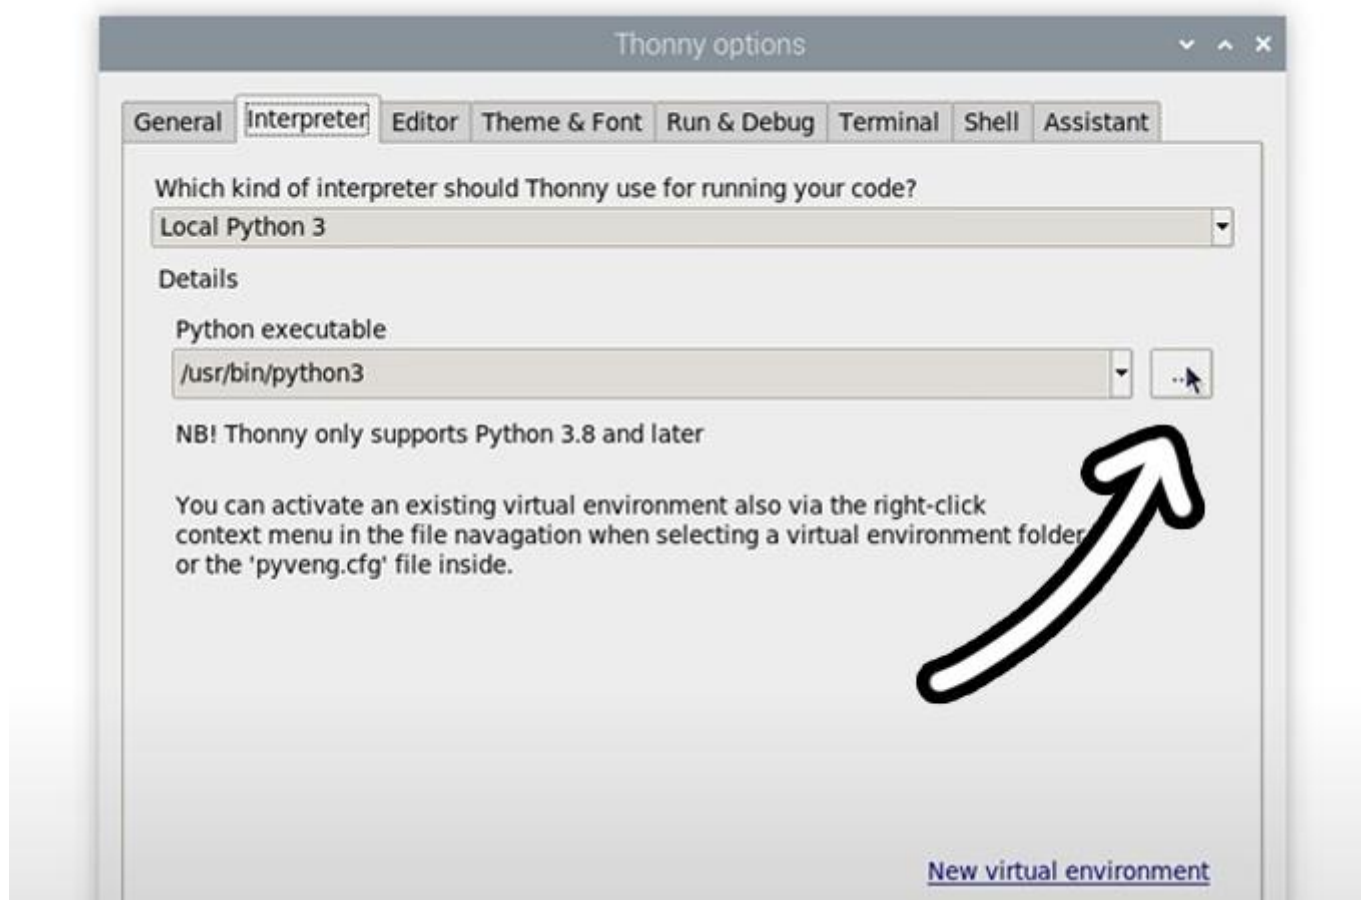 Thonny options
General Interpreter Editor Theme & Font Run & Debug Terminal Shell Assistant
Which kind of interpreter should Thonny use for running your code?
Local Python 3
Details
Python executable
/usr/bin/python3
NB! Thonny only supports Python 3.8 and later
You can activate an existing virtual environment also via the right-click
context menu in the file navagation when selecting a virtual environment folder
or the 'pyveng.cfg' file inside.
New virtual environment